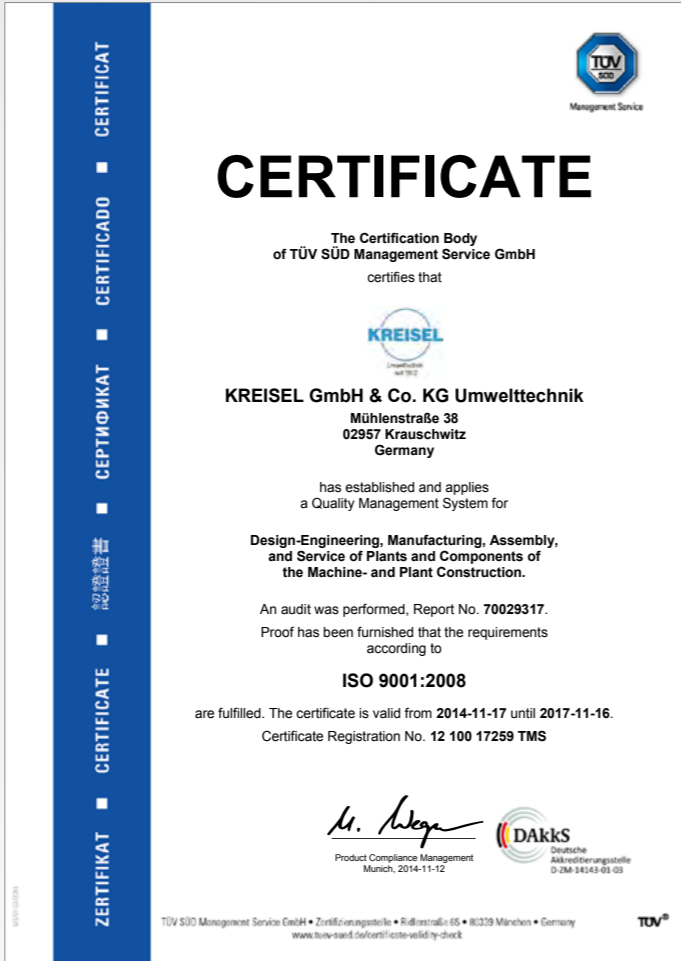 TÜV
SÜD
Management Service
CERTIFICATE
The Certification Body
of TÜV SÜD Management Service GmbH
certifies that
KREISEL
Umwelttechnik
seit 1912
KREISEL GmbH & Co. KG Umwelttechnik
Mühlenstraße 38
02957 Krauschwitz
Germany
has established and applies
a Quality Management System for
Design-Engineering, Manufacturing, Assembly,
and Service of Plants and Components of
the Machine- and Plant Construction.
An audit was performed, Report No. 70029317.
Proof has been furnished that the requirements
according to
ISO 9001:2008
are fulfilled. The certificate is valid from 2014-11-17 until 2017-11-16.
Certificate Registration No. 12 100 17259 TMS
Product Compliance Management
Munich, 2014-11-12
DAkkS
Deutsche
Akkreditierungsstelle
D-ZM-14143-01-03
TÜV SÜD Management Service GmbH • Zertifizierungsstelle • Ridlerstraße 65 • 80339 München • Germany
www.tuev-sued.de/certificate-validity-check
TÜV®
ZERTIFIKAT ■ CERTIFICATE ■ 認證證書 ■ СЕРТИФИКАТ ■ CERTIFICADO ■ CERTIFICAT